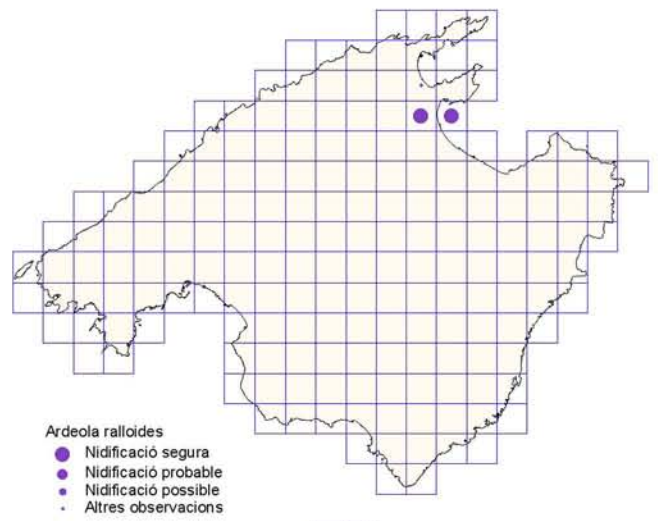 Ardeola ralloides
Nidificació segura
Nidificació probable
Nidificació possible
Altres observacions